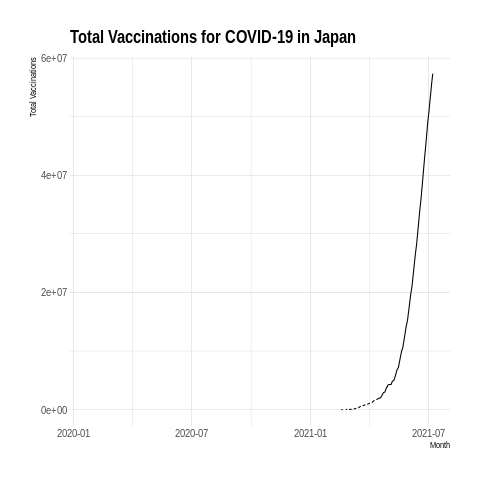 Total Vaccinations for COVID-19 in Japan
Total Vaccinations
6e+07
4e+07
2e+07
0e+00
2020-01 2020-07 2021-01 2021-07
Month